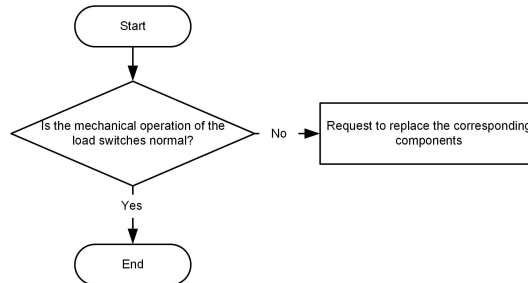 Start
Is the mechanical operation of the
load switches normal?
No
Request to replace the corresponding
components
Yes
End